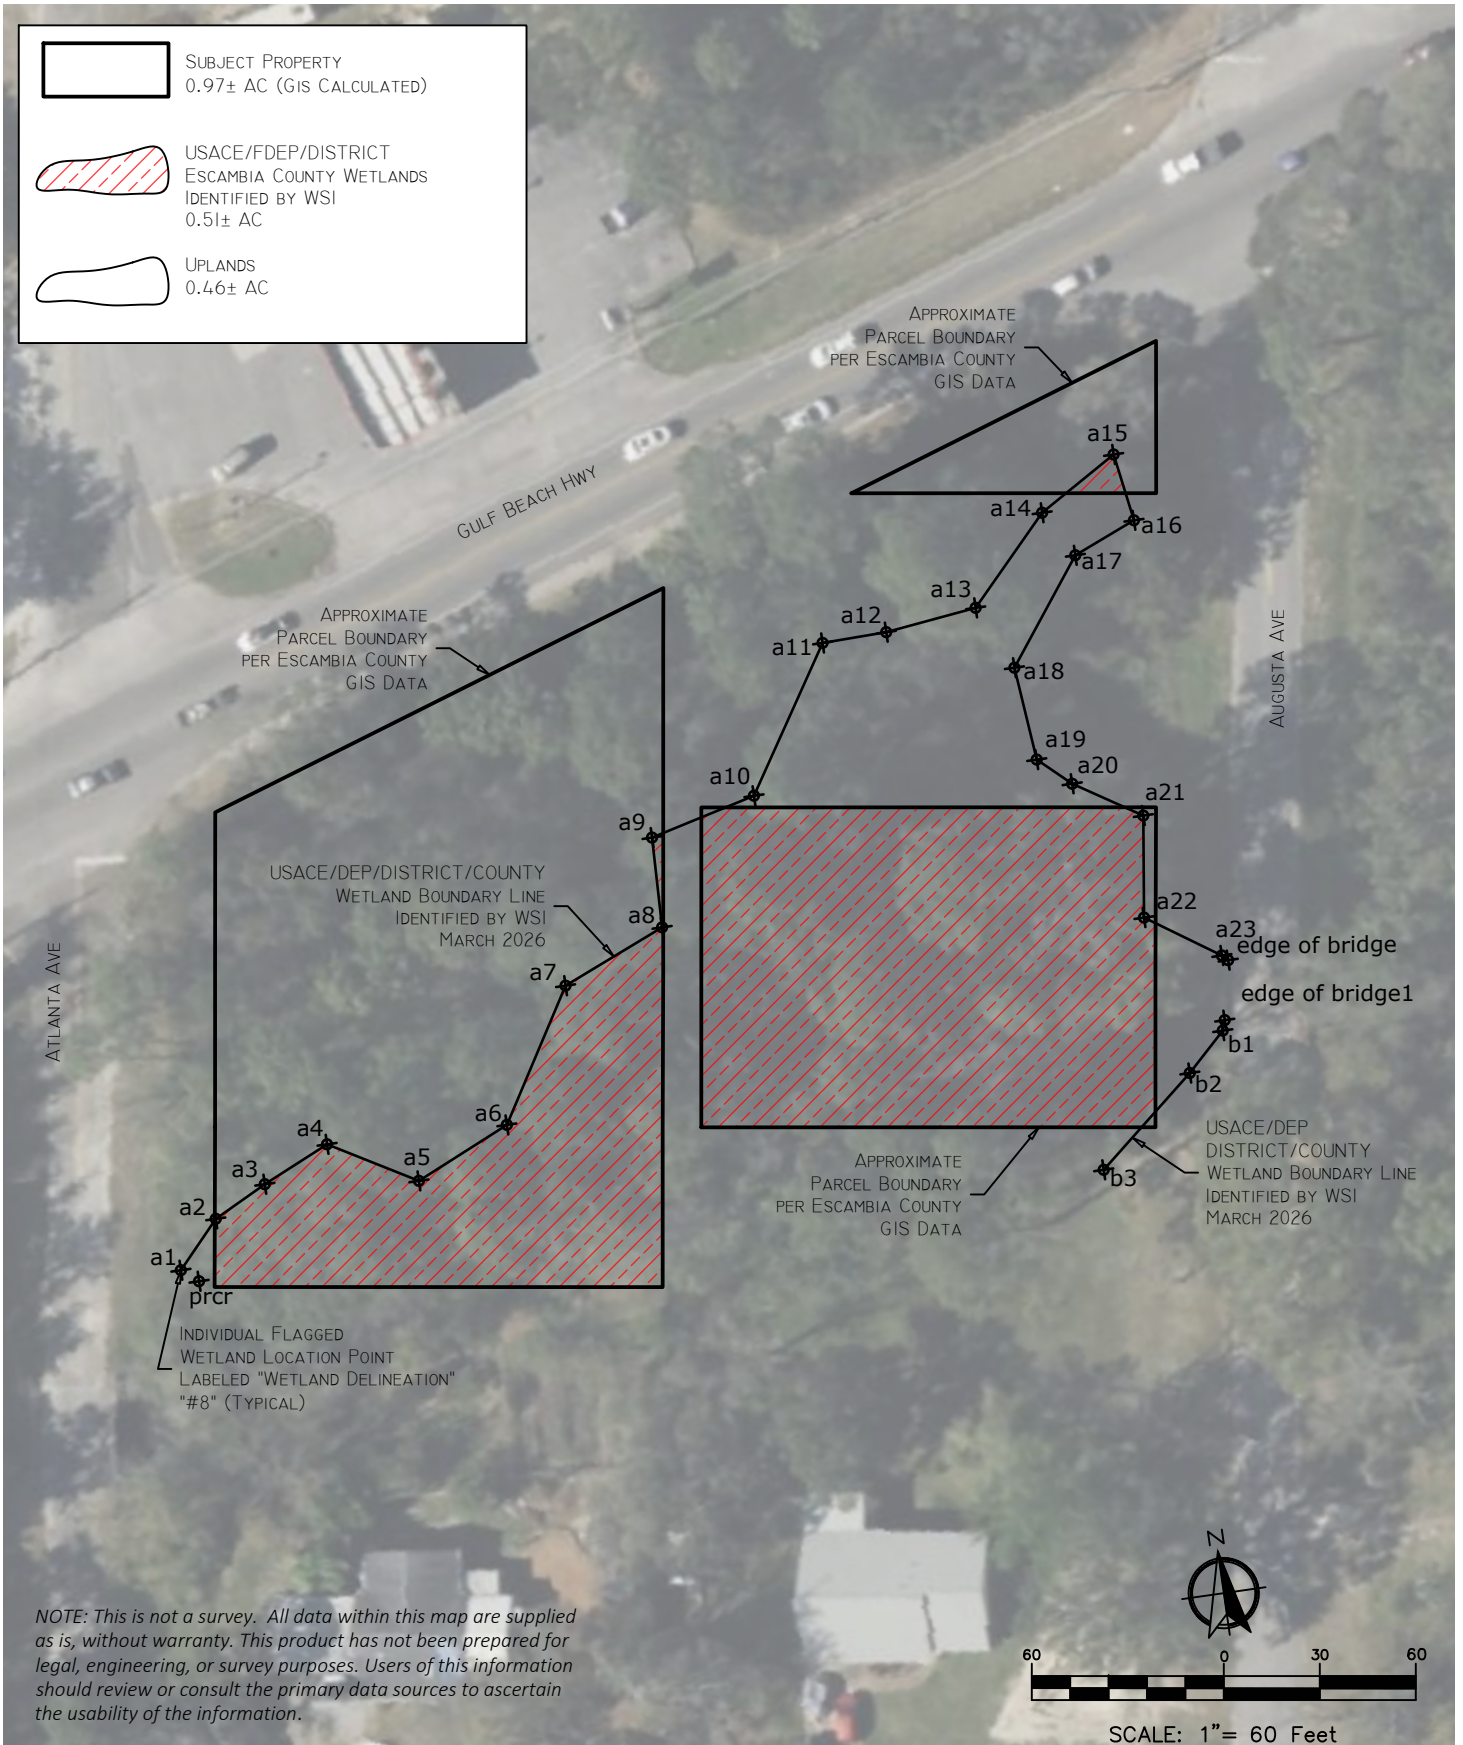 SUBJECT PROPERTY
0.97± AC (GIS CALCULATED)
USACE/FDEP/DISTRICT
ESCAMBIA COUNTY WETLANDS
IDENTIFIED BY WSI
0.51± AC
UPLANDS
0.46± AC
APPROXIMATE
PARCEL BOUNDARY
PER ESCAMBIA COUNTY
GIS DATA
a15
a14
a16
a17
GULF BEACH HWY
a13
a12
a11
a18
APPROXIMATE
PARCEL BOUNDARY
PER ESCAMBIA COUNTY
GIS DATA
AUGUSTA AVE
a19
a20
a10
a21
a9
USACE/DEP/DISTRICT/COUNTY
WETLAND BOUNDARY LINE
IDENTIFIED BY WSI
MARCH 2026
a8
a22
a23
edge of bridge
a7
edge of bridge1
ATLANTA AVE
b1
b2
a6
a4
a5
a3
b3
a2
USACE/DEP
DISTRICT/COUNTY
WETLAND BOUNDARY LINE
IDENTIFIED BY WSI
MARCH 2026
APPROXIMATE
PARCEL BOUNDARY
PER ESCAMBIA COUNTY
GIS DATA
a1
prcr
INDIVIDUAL FLAGGED
WETLAND LOCATION POINT
LABELED "WETLAND DELINEATION"
"#8" (TYPICAL)
N
NOTE: This is not a survey. All data within this map are supplied
as is, without warranty. This product has not been prepared for
legal, engineering, or survey purposes. Users of this information
should review or consult the primary data sources to ascertain
the usability of the information.
60 0 30 60
SCALE: 1"= 60 Feet